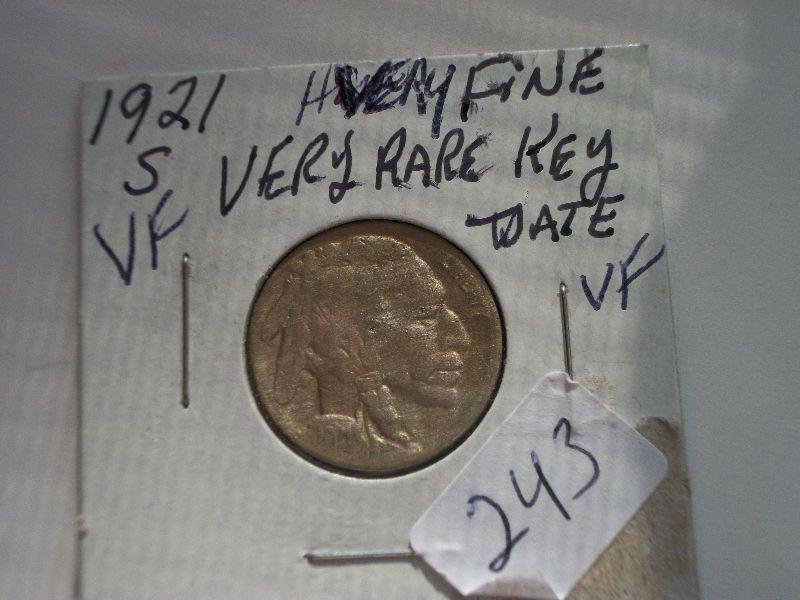 1921 VERY FINE
S VERY RARE KEY
DATE
VF
VF
243